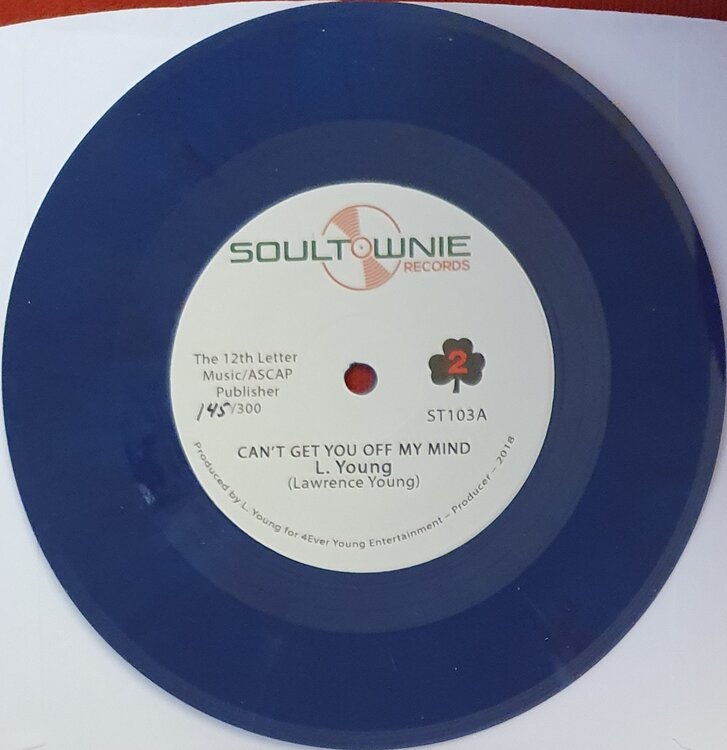 SOULTOWNIE
RECORDS
The 12th Letter
Music/ASCAP
Publisher
145/300
2
ST103A
CAN'T GET YOU OFF MY MIND
L. Young
(Lawrence Young)
Produced by L. Young for 4Ever Young Entertainment – Producer – 2018